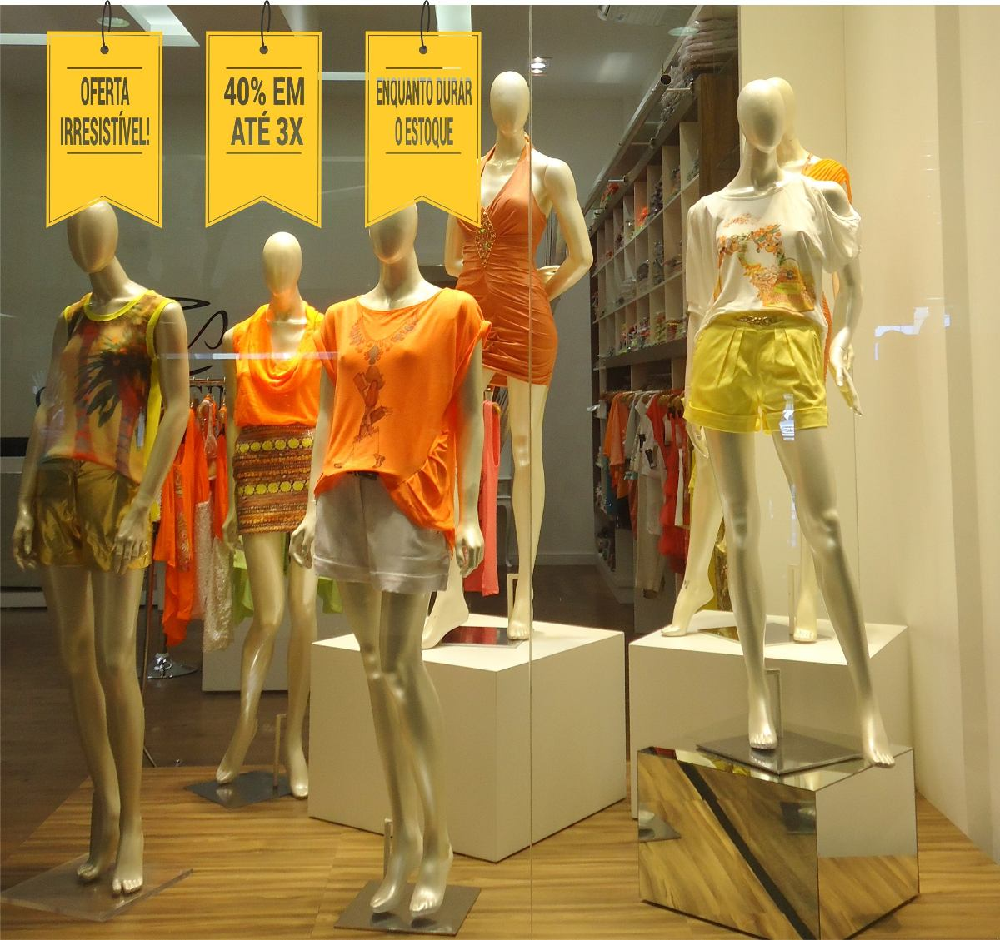 OFERTA
IRRESISTÍVEL!
40% EM
ATÉ 3X
ENQUANTO DURAR
O ESTOQUE